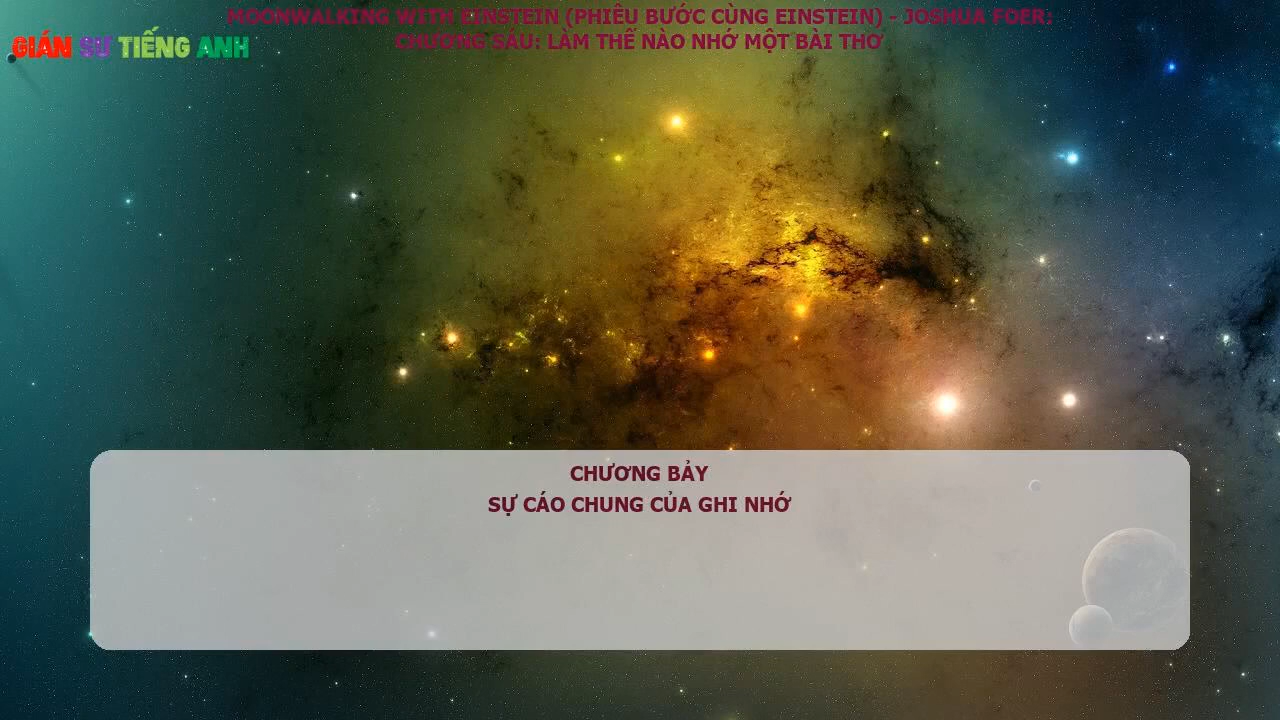 MOONWALKING WITH EINSTEIN (PHIÊU BƯỚC CÙNG EINSTEIN) - JOSHUA FOER:
CHƯƠNG SÁU: LÀM THẾ NÀO NHỚ MỘT BÀI THƠ
GIÁN SƯ TIẾNG ANH
CHƯƠNG BẢY
SỰ CÁO CHUNG CỦA GHI NHỚ